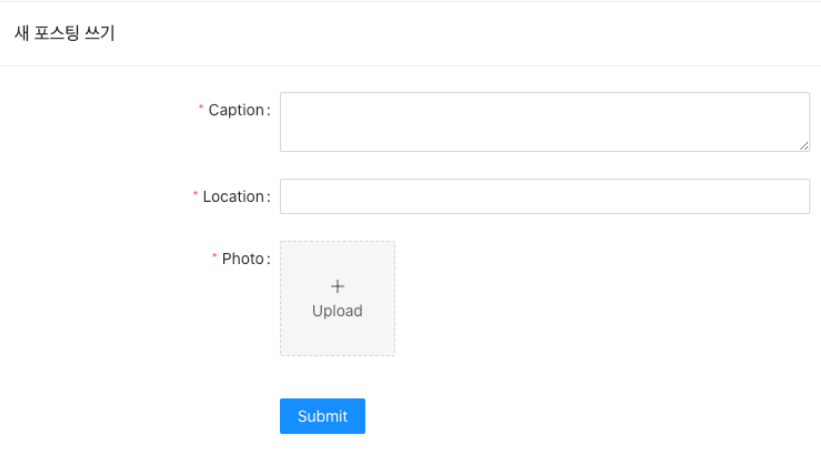 새 포스팅 쓰기
* Caption:
* Location:
* Photo:
+
Upload
Submit